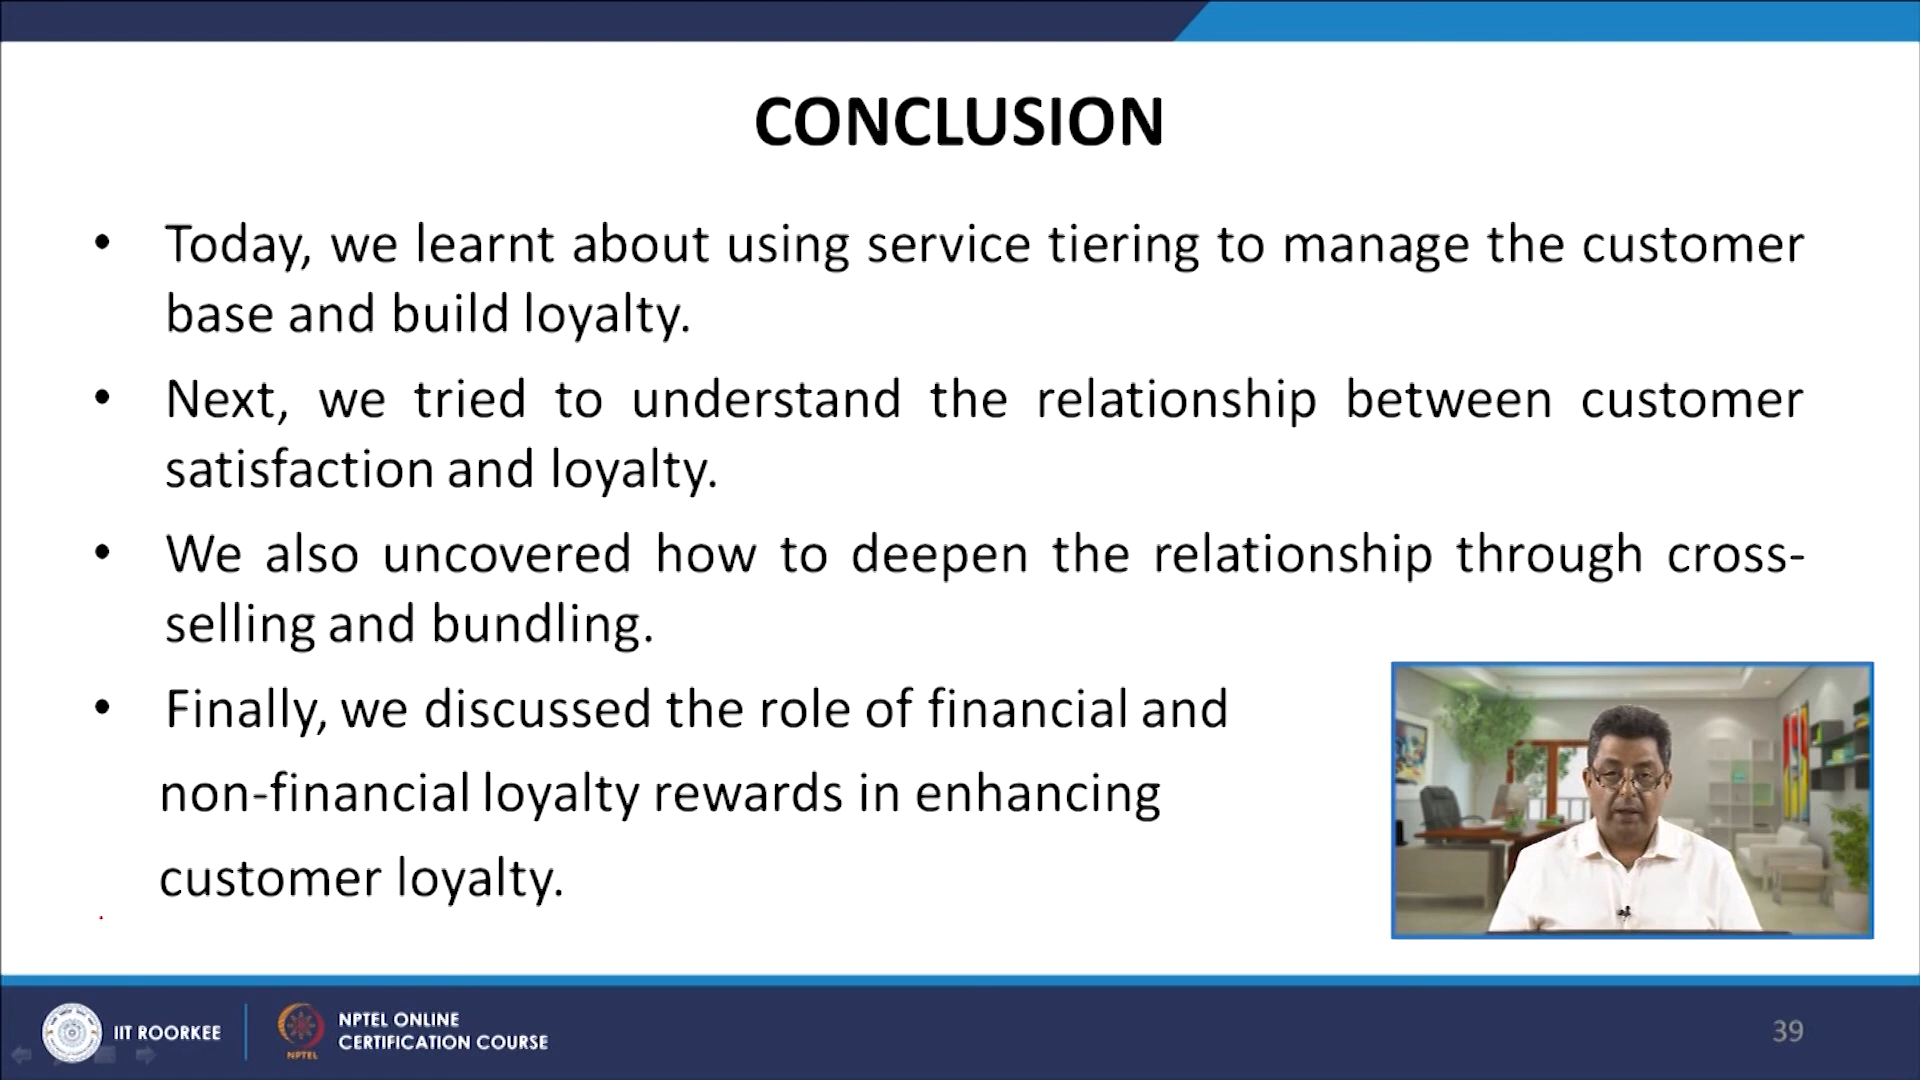 CONCLUSION
• Today, we learnt about using service tiering to manage the customer
base and build loyalty.
• Next, we tried to understand the relationship between customer
satisfaction and loyalty.
• We also uncovered how to deepen the relationship through cross-
selling and bundling.
• Finally, we discussed the role of financial and
non-financial loyalty rewards in enhancing
customer loyalty.
IIT ROORKEE
NPTEL
NPTEL ONLINE
CERTIFICATION COURSE
39